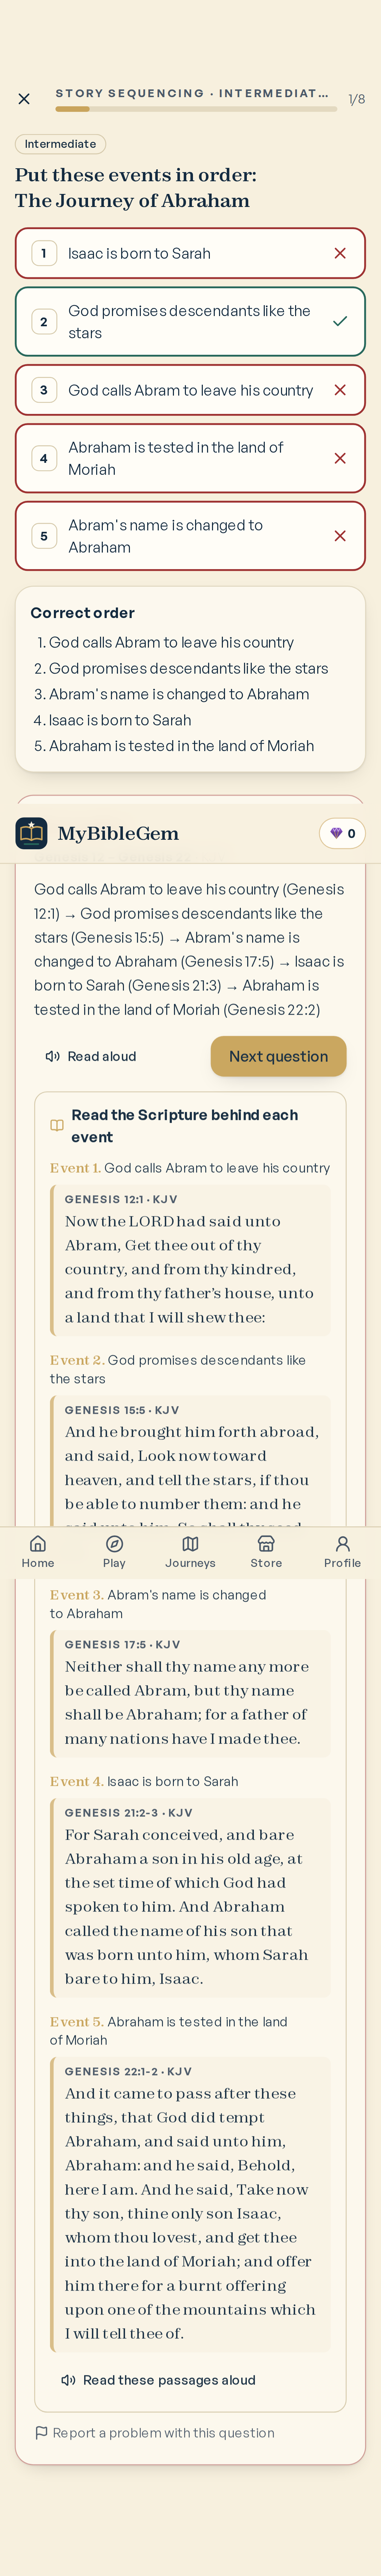 STORY SEQUENCING · INTERMEDIAT...
1/8
Intermediate
Put these events in order:
The Journey of Abraham
1 Isaac is born to Sarah
2 God promises descendants like the
stars
3 God calls Abram to leave his country
4 Abraham is tested in the land of
Moriah
5 Abram's name is changed to
Abraham
Correct order
1. God calls Abram to leave his country
2. God promises descendants like the stars
3. Abram's name is changed to Abraham
4. Isaac is born to Sarah
5. Abraham is tested in the land of Moriah
MyBibleGem
0
God calls Abram to leave his country (Genesis
12:1) → God promises descendants like the
stars (Genesis 15:5) → Abram's name is
changed to Abraham (Genesis 17:5) → Isaac is
born to Sarah (Genesis 21:3) → Abraham is
tested in the land of Moriah (Genesis 22:2)
Read aloud
Next question
Read the Scripture behind each
event
Event 1. God calls Abram to leave his country
GENESIS 12:1 · KJV
Now the LORD had said unto
Abram, Get thee out of thy
country, and from thy kindred,
and from thy father's house, unto
a land that I will shew thee:
Event 2. God promises descendants like
the stars
GENESIS 15:5 · KJV
And he brought him forth abroad,
and said, Look now toward
heaven, and tell the stars, if thou
be able to number them: and he
said unto him, So shall thy seed
Home
Play
Journeys
Store
Profile
Event 3. Abram's name is changed
to Abraham
GENESIS 17:5 · KJV
Neither shall thy name any more
be called Abram, but thy name
shall be Abraham; for a father of
many nations have I made thee.
Event 4. Isaac is born to Sarah
GENESIS 21:2-3 · KJV
For Sarah conceived, and bare
Abraham a son in his old age, at
the set time of which God had
spoken to him. And Abraham
called the name of his son that
was born unto him, whom Sarah
bare to him, Isaac.
Event 5. Abraham is tested in the land
of Moriah
GENESIS 22:1-2 · KJV
And it came to pass after these
things, that God did tempt
Abraham, and said unto him,
Abraham: and he said, Behold,
here I am. And he said, Take now
thy son, thine only son Isaac,
whom thou lovest, and get thee
into the land of Moriah; and offer
him there for a burnt offering
upon one of the mountains which
I will tell thee of.
Read these passages aloud
Report a problem with this question